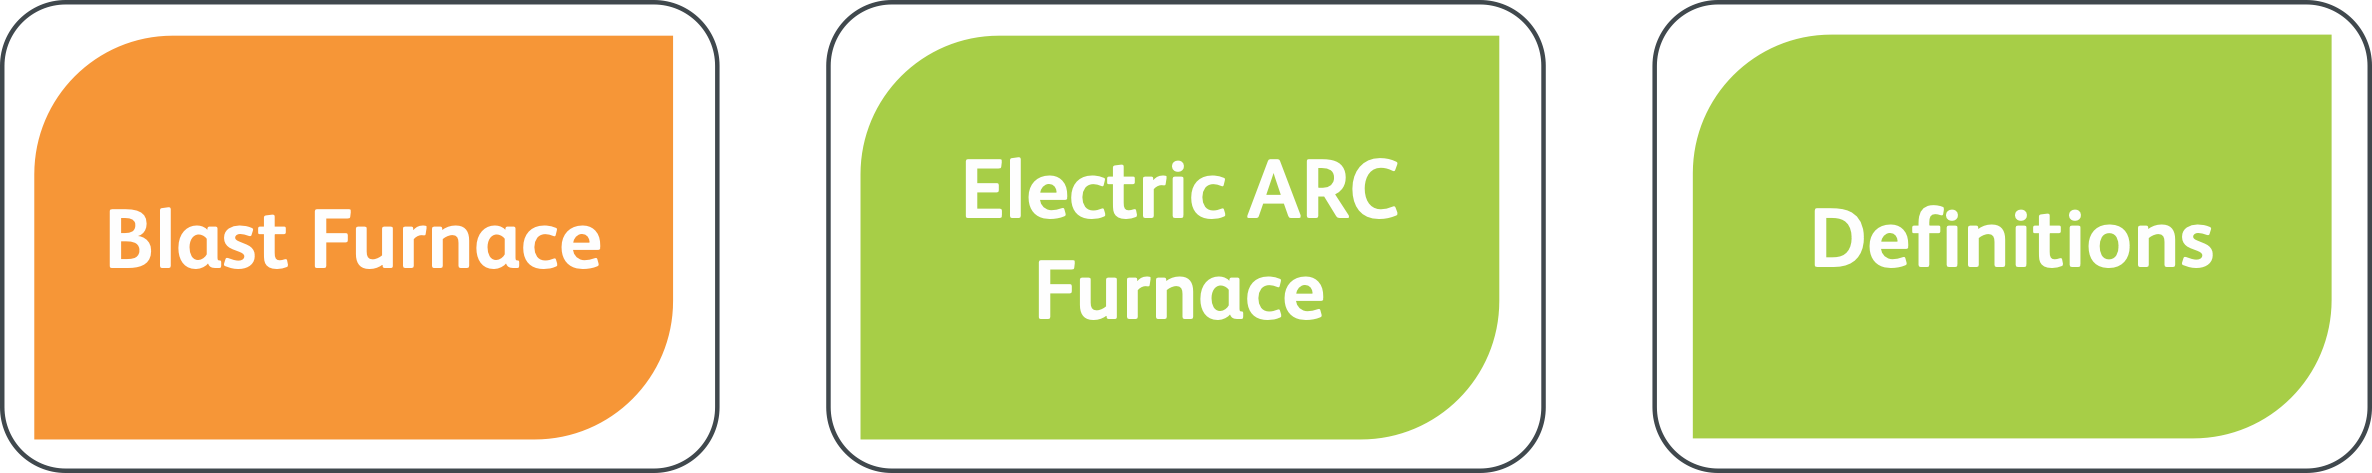 Blast Furnace
Electric ARC
Furnace
Definitions